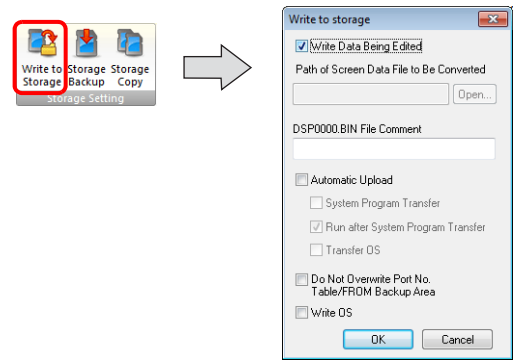 Write to Storage Storage
Storage Backup Copy
Storage Setting
Write to storage
Write Data Being Edited
Path of Screen Data File to Be Converted
Open...
DSP0000.BIN File Comment
Automatic Upload
System Program Transfer
Run after System Program Transfer
Transfer OS
Do Not Overwrite Port No.
Table/FROM Backup Area
Write OS
OK Cancel